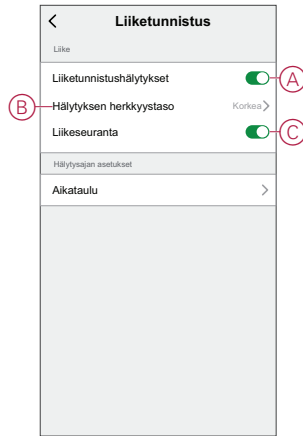 Liiketunnistus
Liike
Liiketunnistushälytykset
A
B
Hälytyksen herkkyystaso
Korkea
Liikeseuranta
C
Hälytysajan asetukset
Aikataulu